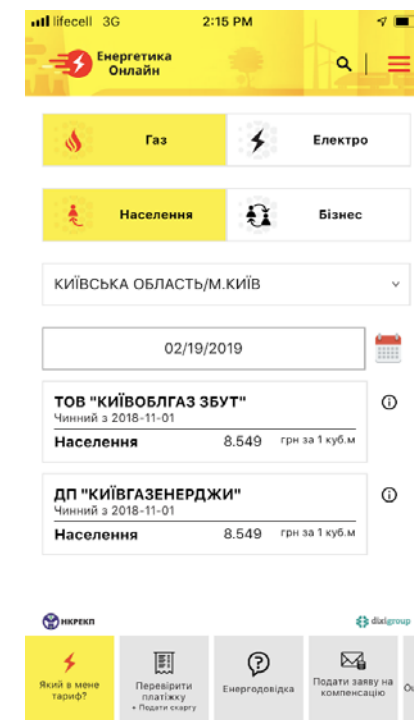 lifecell 3G 2:15 PM
Енергетика
Онлайн
Газ Електро
Населення Бізнес
КИЇВСЬКА ОБЛАСТЬ/М.КИЇВ
02/19/2019
ТОВ "КИЇВОБЛГАЗ ЗБУТ"
Чинний з 2018-11-01
Населення 8.549 грн за 1 куб.м
ДП "КИЇВГАЗЕНЕРДЖИ"
Чинний з 2018-11-01
Населення 8.549 грн за 1 куб.м
НКРЕКП dixigroup
Який в мене
тариф?
Перевірити
платіжку
+ Подати скаргу
Енергодовідка
Подати заяву на
компенсацію